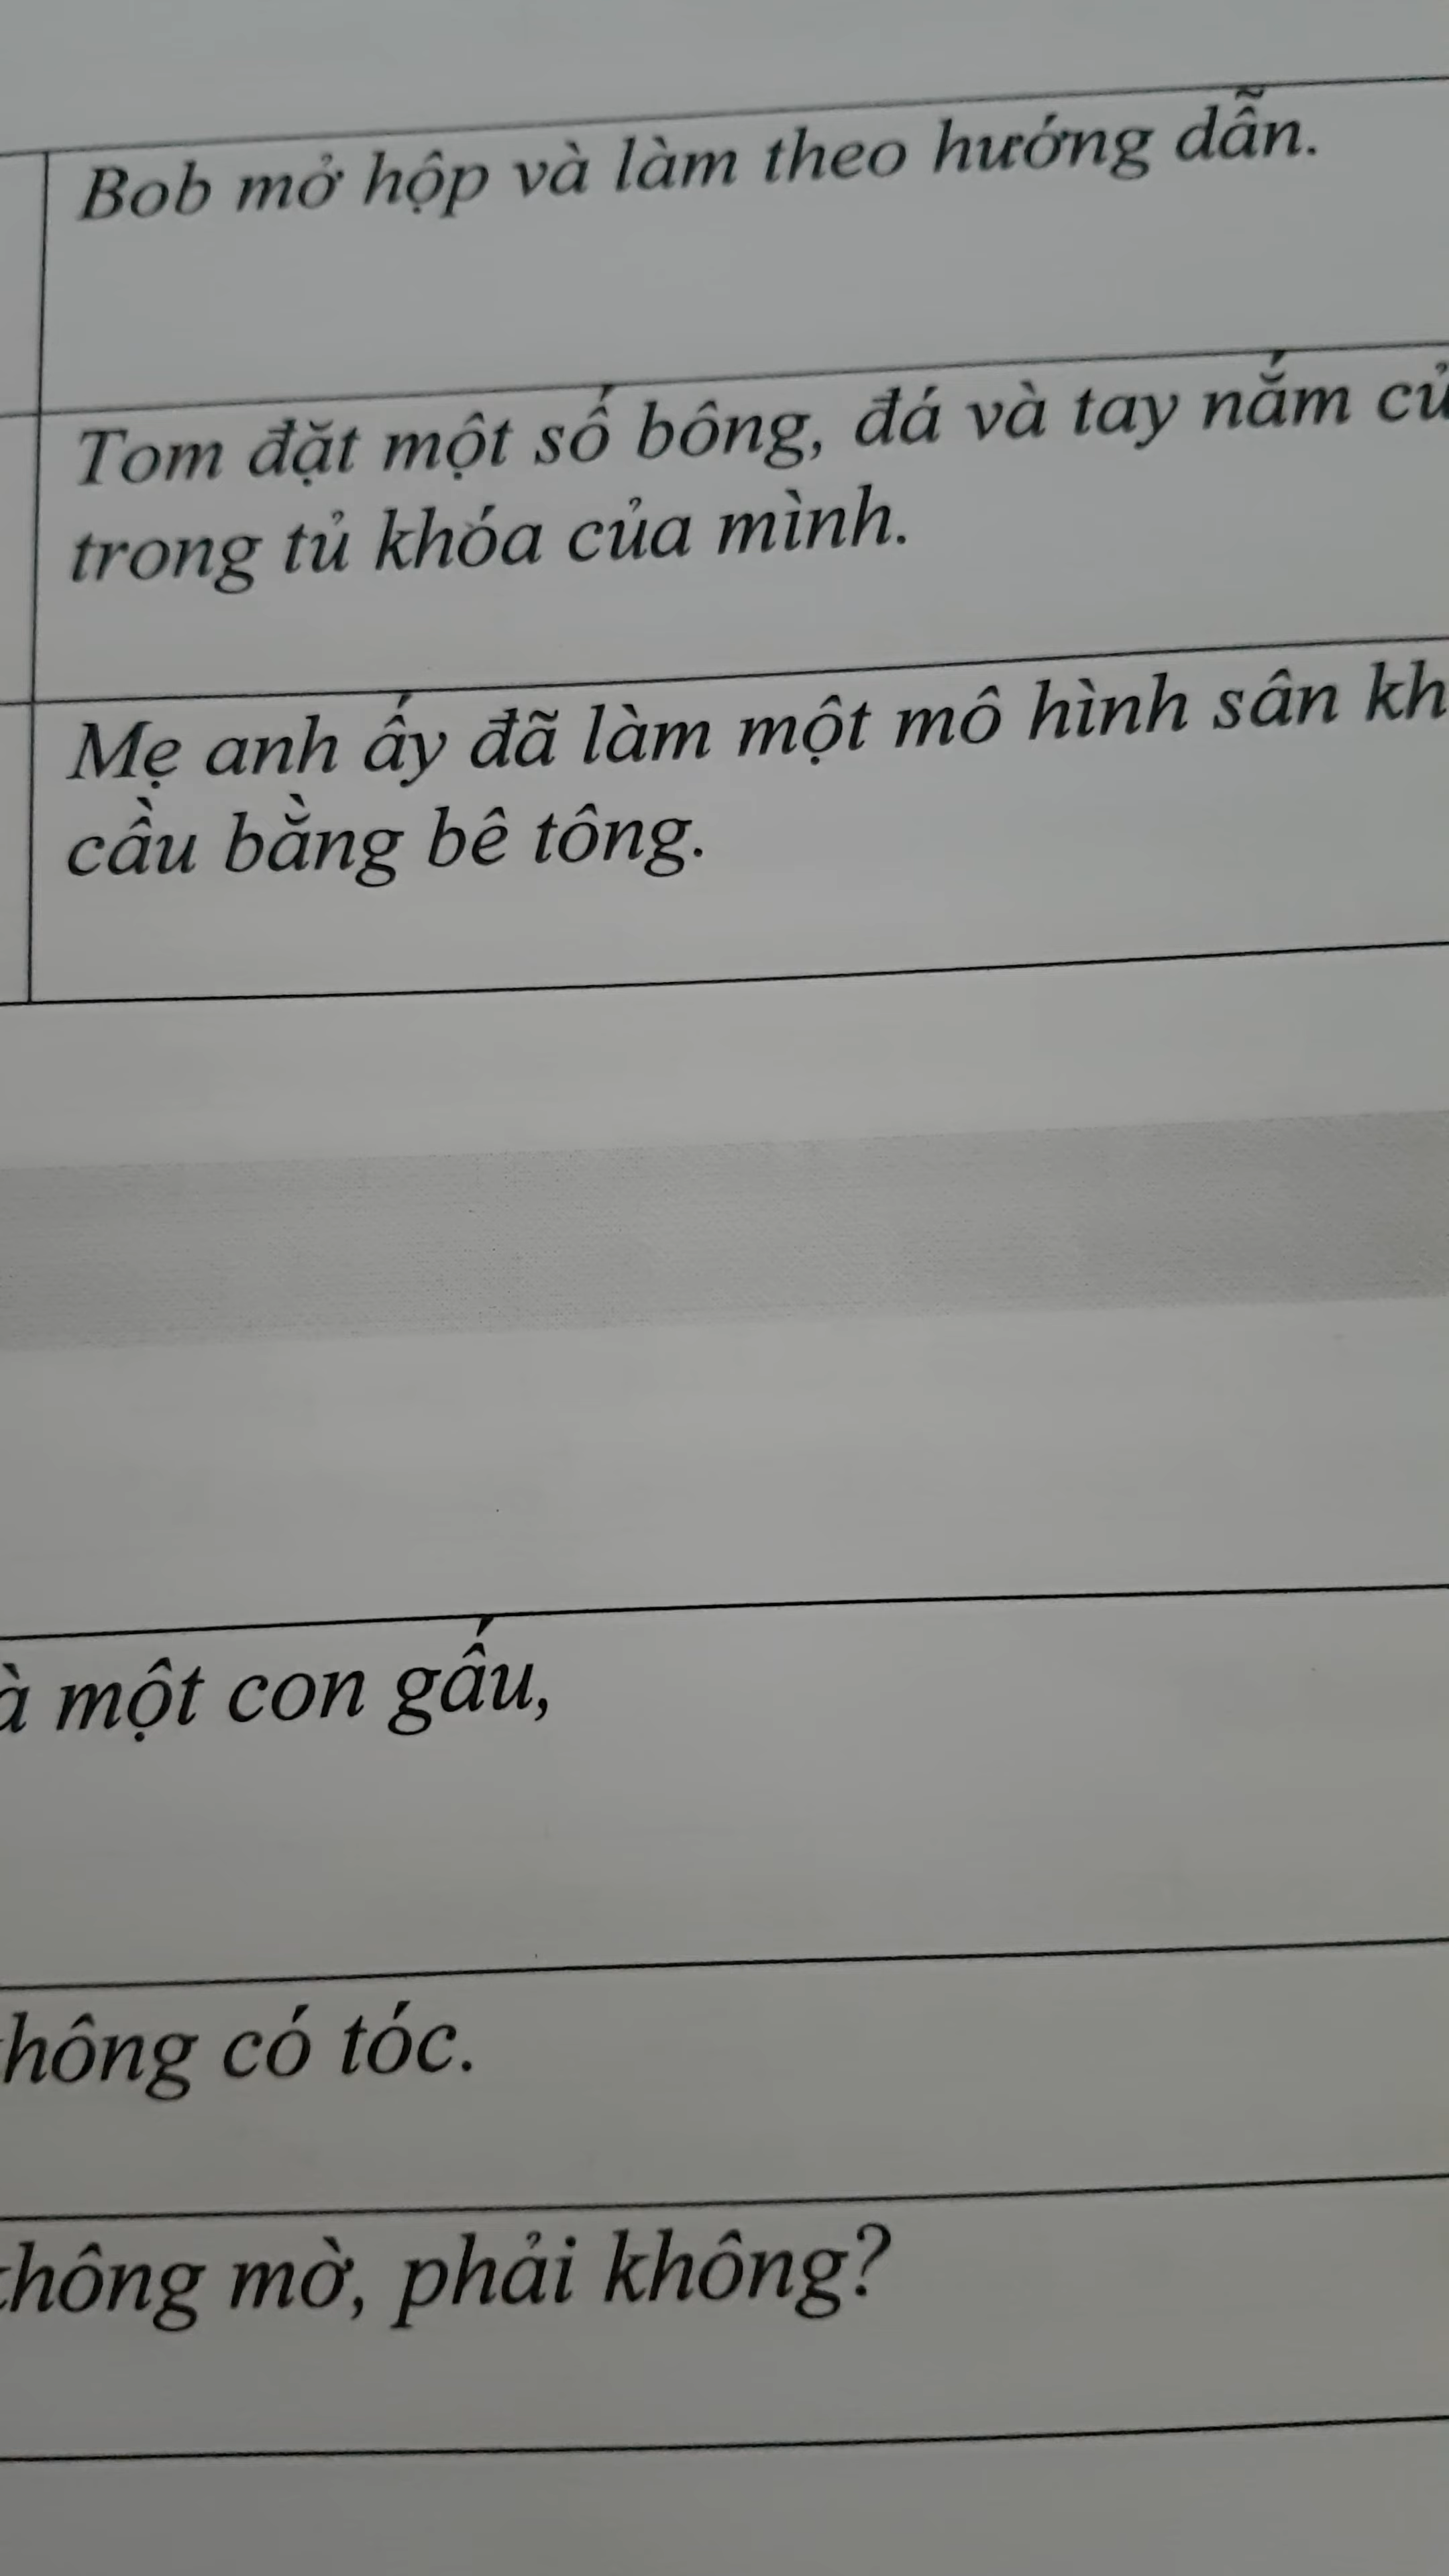 Bob mở hộp và làm theo hướng dẫn.
Tom đặt một số bông, đá và tay nắm
trong tủ khóa của mình.
Mẹ anh ấy đã làm một mô hình sân
cầu bằng bê tông.
một con gấu,
có tóc.
mờ, phải không?